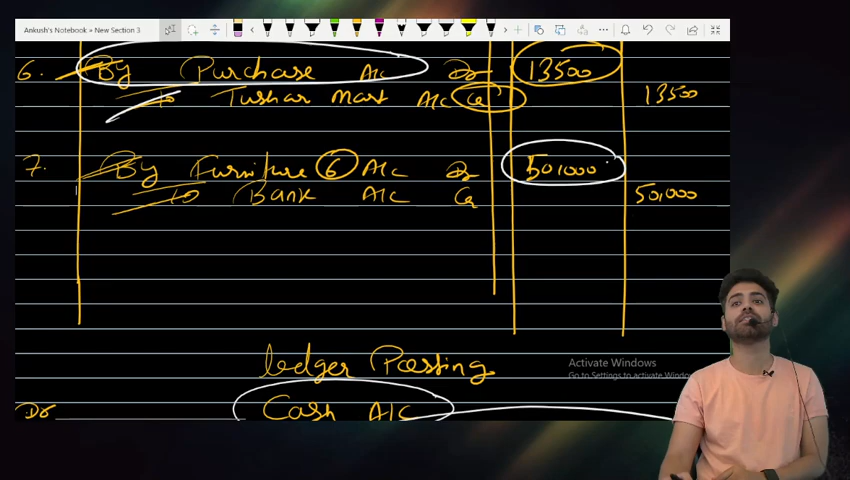 Ankush's Notebook » New Section 3
6. By Purchase A/c Dr 13500
To Tushar Mart A/c Cr 13500
7. By Furniture 6 A/c Dr 50,000
To Bank A/c Cr 50,000
ledger Posting
Activate Windows
Go to Settings to activate Windows
Dr Cash A/c